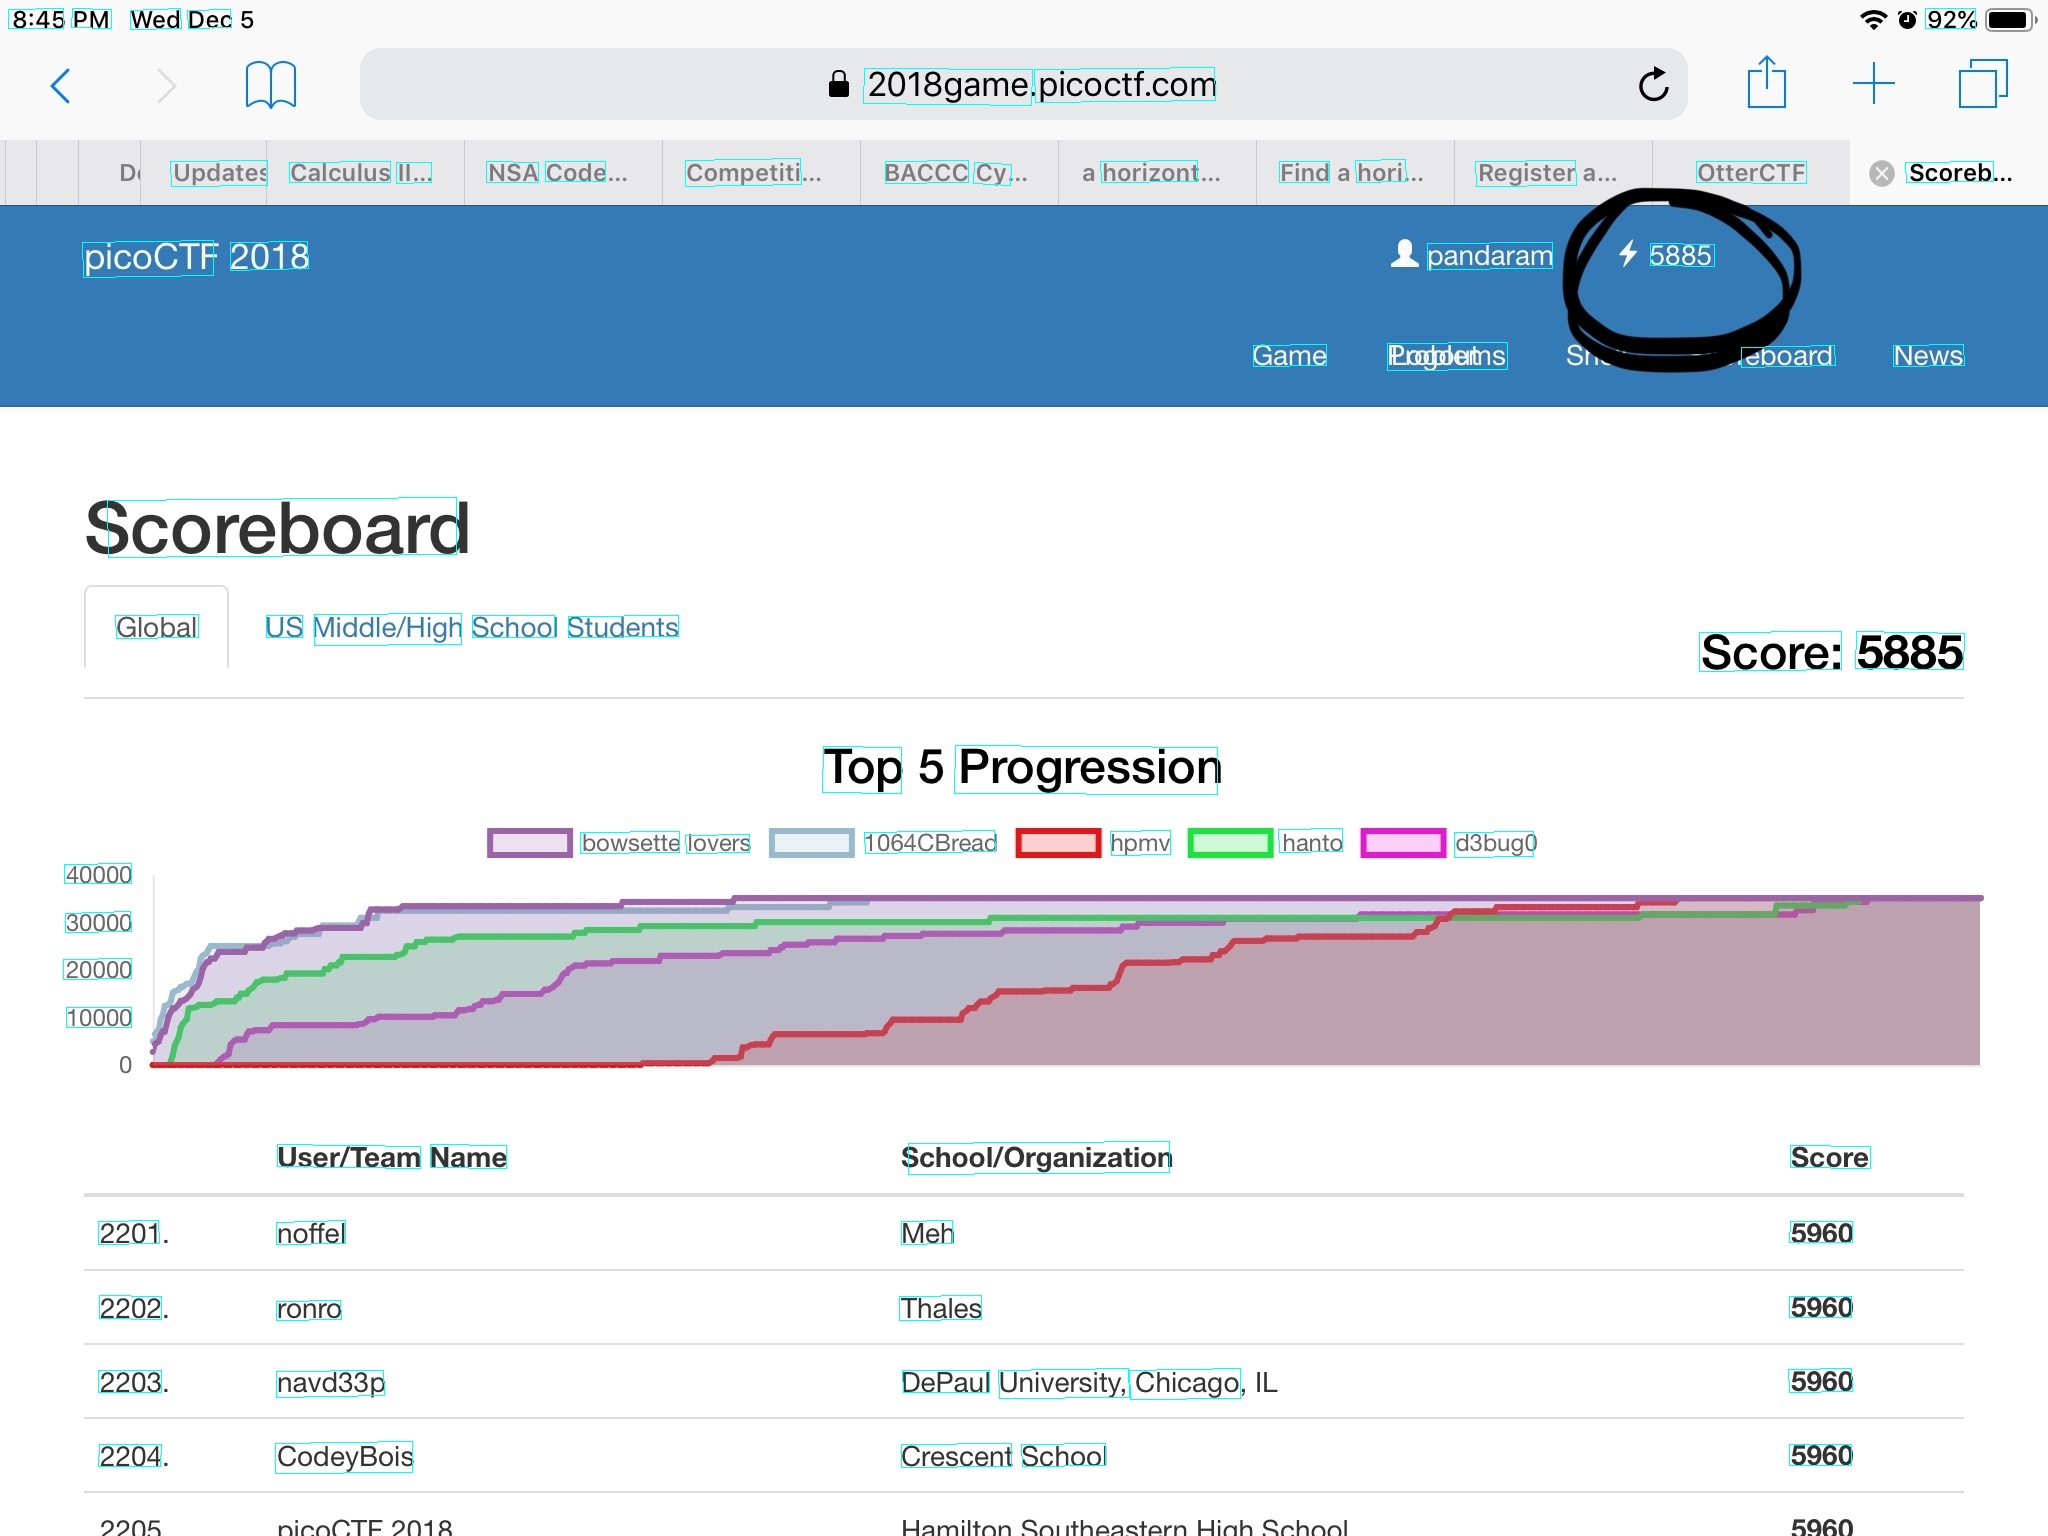 8:45 PM Wed Dec 5 92%
2018game.picoctf.com
Updates Calculus II... NSA Code... Competiti... BACCC Cy... a horizont... Find a hori... Register a... OtterCTF Scoreb...
picoCTF 2018 pandaram 5885
Game Problems Logout News
Scoreboard
Global US Middle/High School Students
Score: 5885
Top 5 Progression
bowsette lovers 1064CBread hpmv hanto d3bug0
40000
30000
20000
10000
0
User/Team Name School/Organization Score
2201. noffel Meh 5960
2202. ronro Thales 5960
2203. navd33p DePaul University, Chicago, IL 5960
2204. CodeyBois Crescent School 5960
2205. picoCTF 2018 Hamilton Southeastern High School 5960